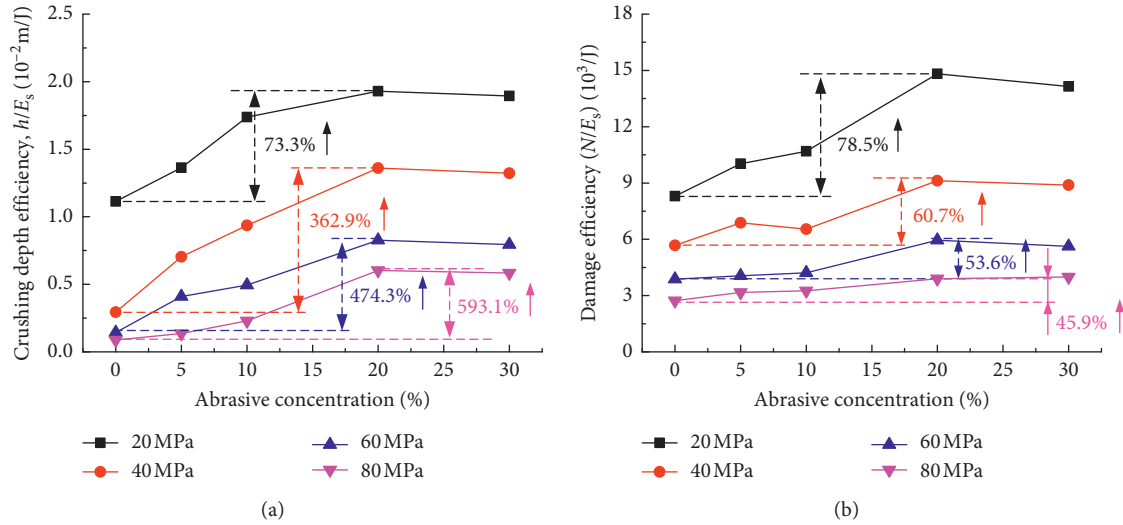 (a)
Crushing depth efficiency, h/Eₛ (10⁻² m/J)
2.5
2.0
1.5
1.0
0.5
0.0
73.3%
362.9%
474.3%
593.1%
0 5 10 15 20 25 30
Abrasive concentration (%)
20 MPa 60 MPa
40 MPa 80 MPa
(a)
(b)
Damage efficiency (N/Eₛ) (10³/J)
18
15
12
9
6
3
0
78.5%
60.7%
53.6%
45.9%
0 5 10 15 20 25 30
Abrasive concentration (%)
20 MPa 60 MPa
40 MPa 80 MPa
(b)